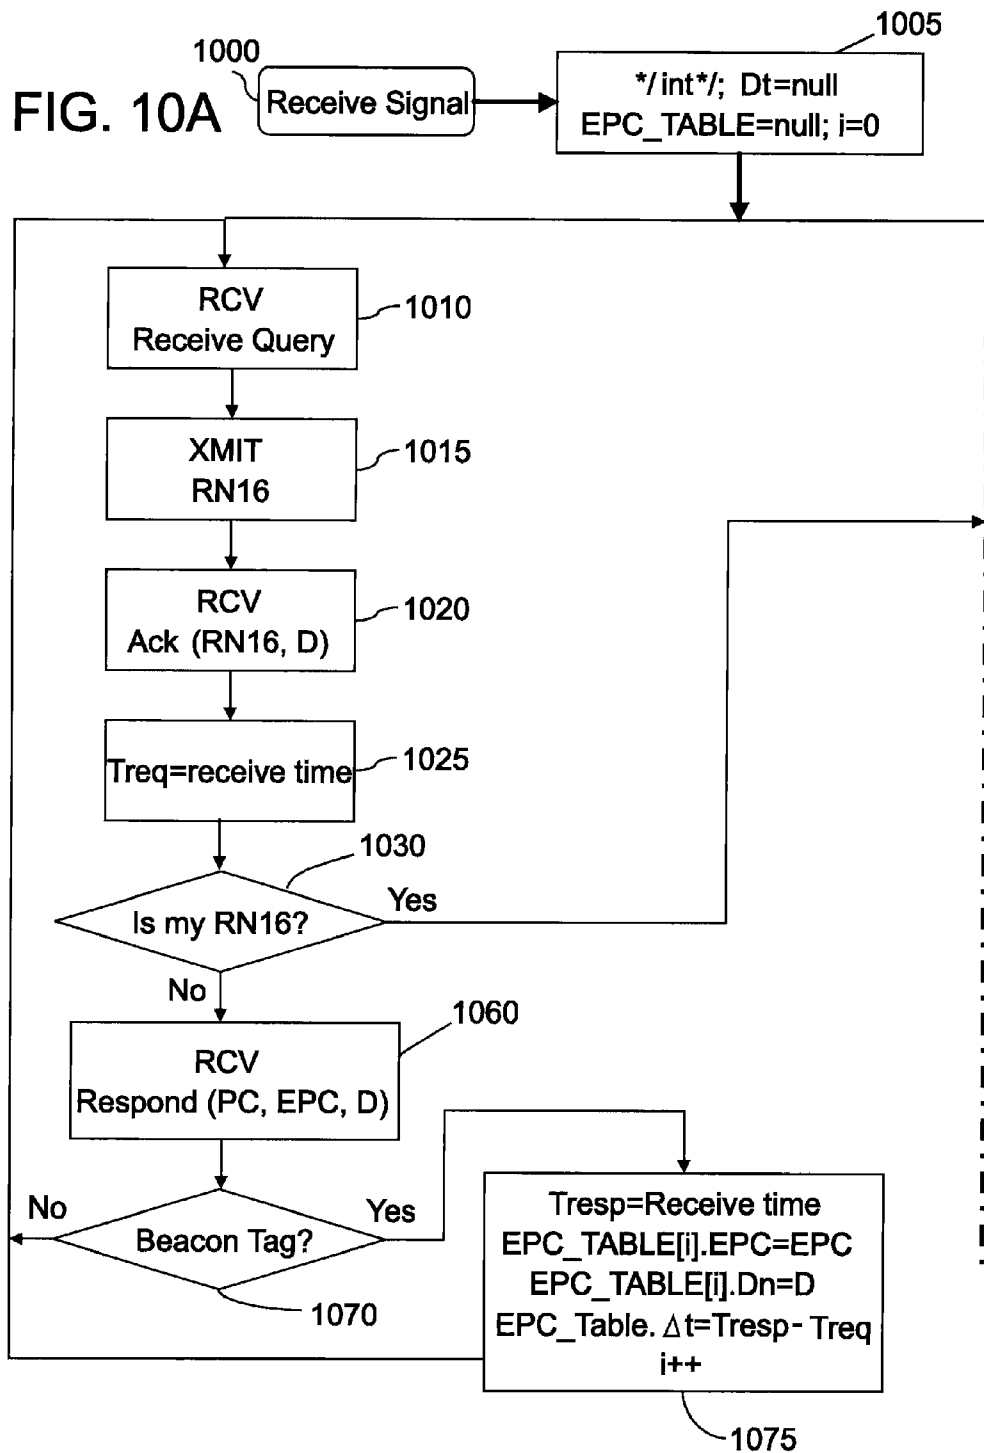 FIG. 10A
1000
Receive Signal
1005
*/int*/; Dt=null
EPC_TABLE=null; i=0
RCV
Receive Query
1010
XMIT
RN16
1015
RCV
Ack (RN16, D)
1020
Treq=receive time
1025
1030
Is my RN16?
Yes
No
1060
RCV
Respond (PC, EPC, D)
No
Beacon Tag?
Yes
1070
Tresp=Receive time
EPC_TABLE[i].EPC=EPC
EPC_TABLE[i].Dn=D
EPC_Table. Δt=Tresp- Treq
i++
1075